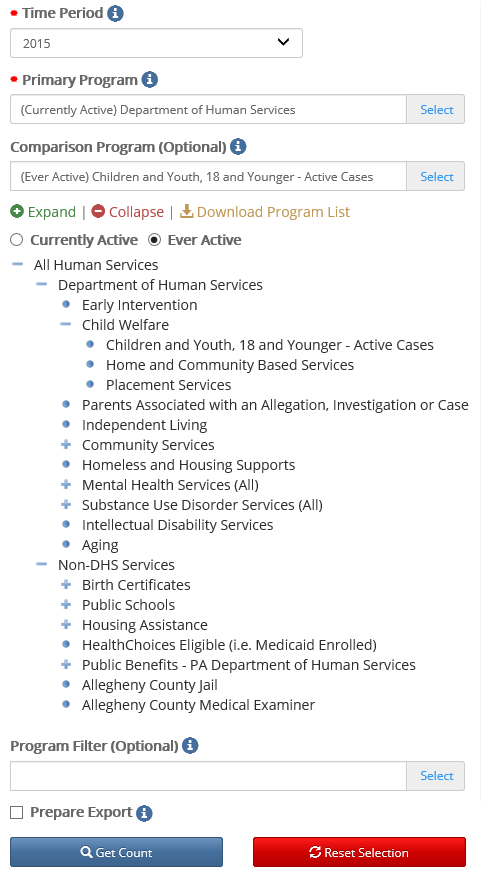 Time Period
2015
Primary Program
(Currently Active) Department of Human Services Select
Comparison Program (Optional)
(Ever Active) Children and Youth, 18 and Younger - Active Cases Select
Expand | Collapse | Download Program List
Currently Active Ever Active
All Human Services
Department of Human Services
Early Intervention
Child Welfare
Children and Youth, 18 and Younger - Active Cases
Home and Community Based Services
Placement Services
Parents Associated with an Allegation, Investigation or Case
Independent Living
Community Services
Homeless and Housing Supports
Mental Health Services (All)
Substance Use Disorder Services (All)
Intellectual Disability Services
Aging
Non-DHS Services
Birth Certificates
Public Schools
Housing Assistance
HealthChoices Eligible (i.e. Medicaid Enrolled)
Public Benefits - PA Department of Human Services
Allegheny County Jail
Allegheny County Medical Examiner
Program Filter (Optional)
Select
Prepare Export
Get Count Reset Selection